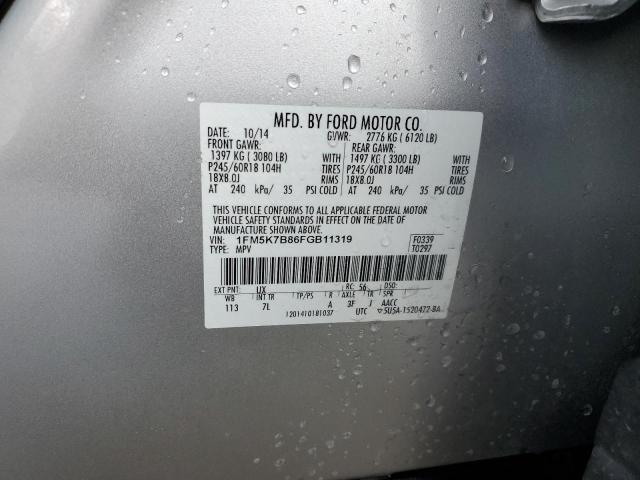 MFD. BY FORD MOTOR CO.
DATE: 10/14 GVWR: 2776 KG ( 6120 LB)
FRONT GAWR: REAR GAWR:
1397 KG ( 3080 LB) WITH 1497 KG ( 3300 LB) WITH
P245/60R18 104H TIRES P245/60R18 104H TIRES
18X8.0J RIMS 18X8.0J RIMS
AT 240 kPa/ 35 PSI COLD AT 240 kPa/ 35 PSI COLD
THIS VEHICLE CONFORMS TO ALL APPLICABLE FEDERAL MOTOR
VEHICLE SAFETY STANDARDS IN EFFECT ON THE DATE OF
MANUFACTURE SHOWN ABOVE.
VIN: 1FM5K7B86FGB11319 F0339
TYPE: MPV T0297
EXT PNT: UX RC: 56 DSO:
WB INT TR TP/PS R AXLE TR SPR
113 7L A 3F J AACC
1201410181037 UTC ▽5U5A-1520472-BA